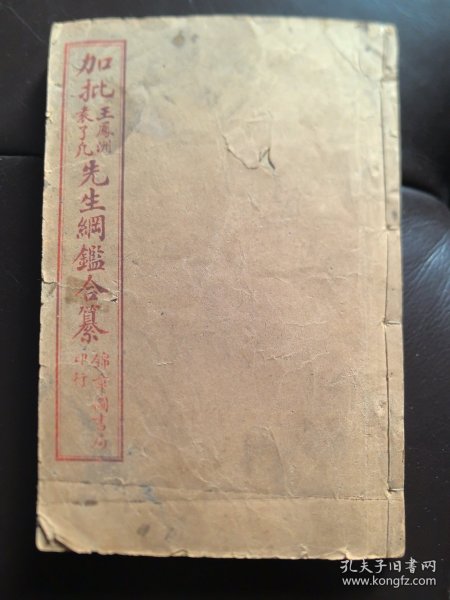 加批
王鳳洲
袁了凡
先生綱鑑合纂
錦章圖書局
印行
孔夫子旧书网
www.kongfz.com